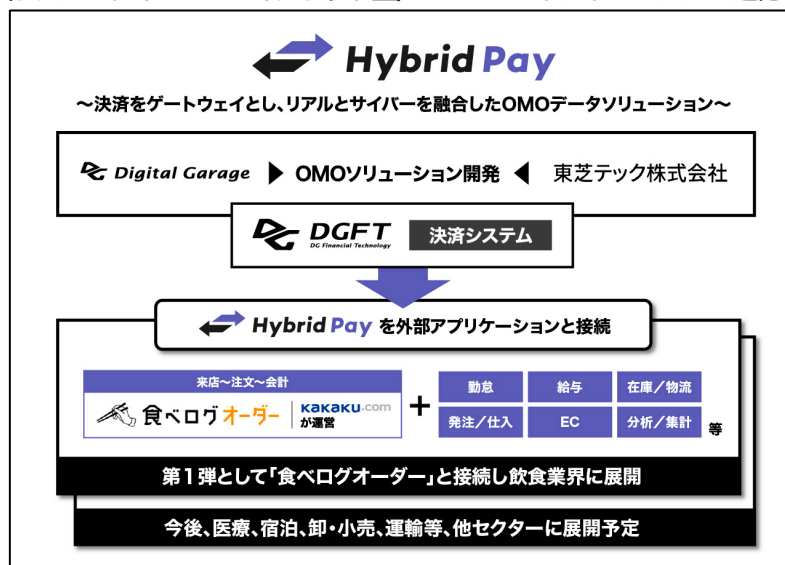 Hybrid Pay
～決済をゲートウェイとし、リアルとサイバーを融合したOMOデータソリューション～
DG Digital Garage ▶ OMOソリューション開発 ◀ 東芝テック株式会社
DG DGFT 決済システム
DG Financial Technology
Hybrid Pay を外部アプリケーションと接続
来店～注文～会計
食べログオーダー kakaku.com が運営
+
勤怠 給与 在庫／物流
発注／仕入 EC 分析／集計 等
第1弾として「食べログオーダー」と接続し飲食業界に展開
今後、医療、宿泊、卸・小売、運輸等、他セクターに展開予定